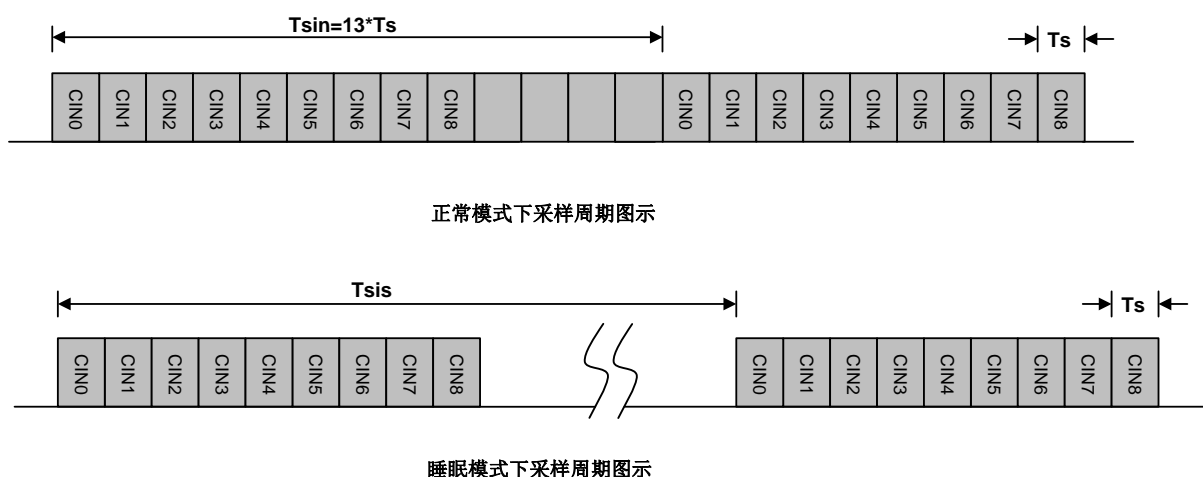 Tsin=13*Ts
Ts
CIN0 CIN1 CIN2 CIN3 CIN4 CIN5 CIN6 CIN7 CIN8 CIN0 CIN1 CIN2 CIN3 CIN4 CIN5 CIN6 CIN7 CIN8
正常模式下采样周期图示
Tsis
Ts
CIN0 CIN1 CIN2 CIN3 CIN4 CIN5 CIN6 CIN7 CIN8 CIN0 CIN1 CIN2 CIN3 CIN4 CIN5 CIN6 CIN7 CIN8
睡眠模式下采样周期图示